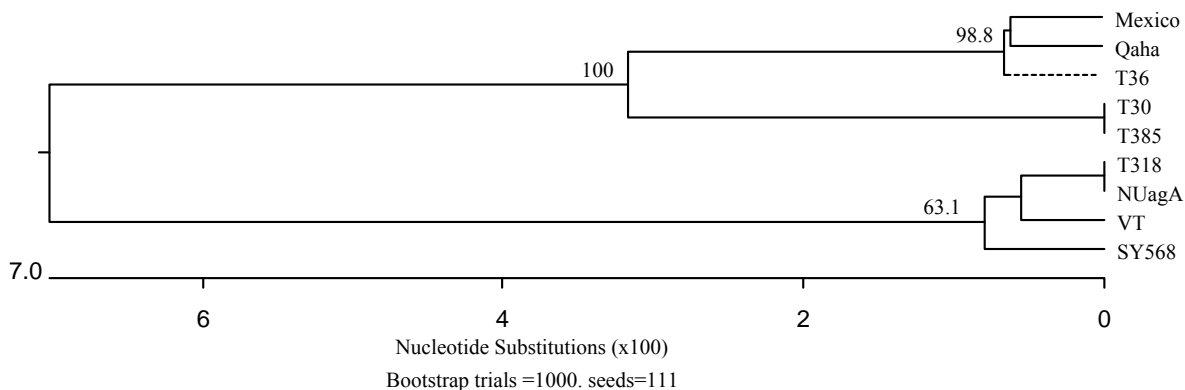 Mexico
98.8
Qaha
100
T36
T30
T385
T318
NUagA
63.1
VT
SY568
7.0
6 4 2 0
Nucleotide Substitutions (x100)
Bootstrap trials =1000. seeds=111